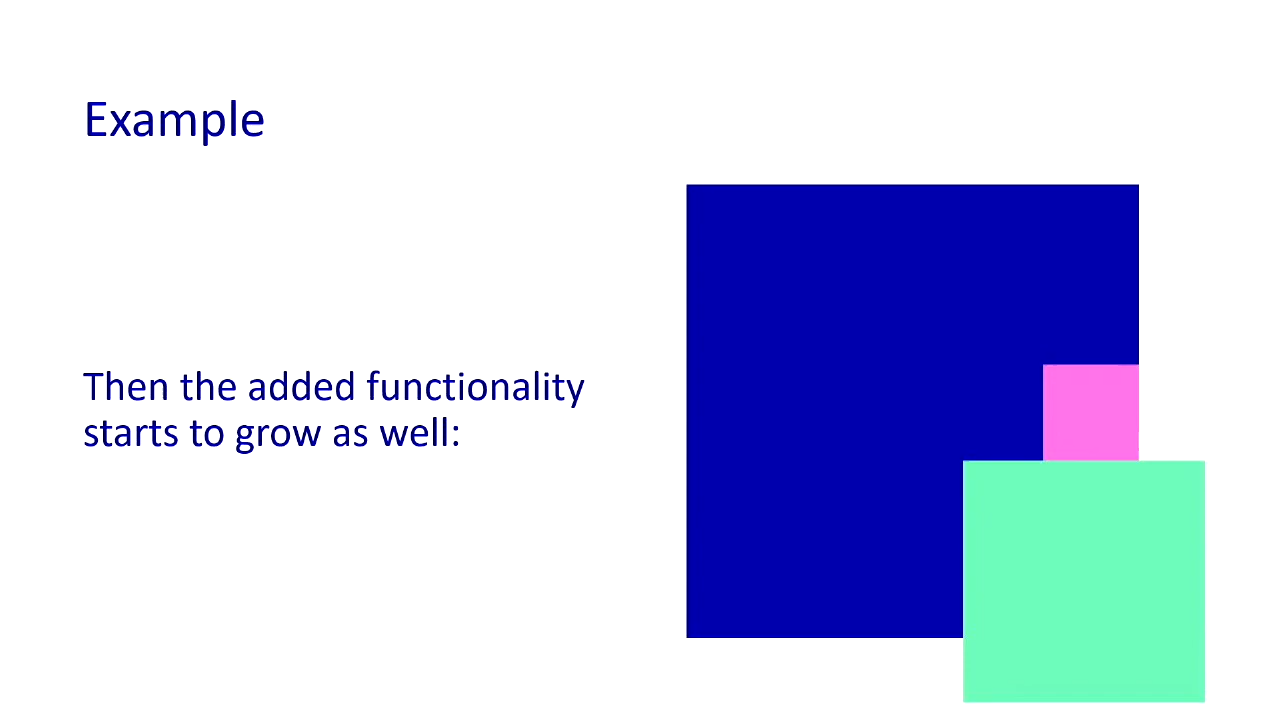 Example
Then the added functionality
starts to grow as well: